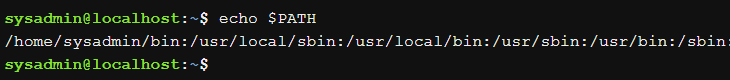 sysadmin@localhost:~$ echo $PATH
/home/sysadmin/bin:/usr/local/sbin:/usr/local/bin:/usr/sbin:/usr/bin:/sbin:
sysadmin@localhost:~$